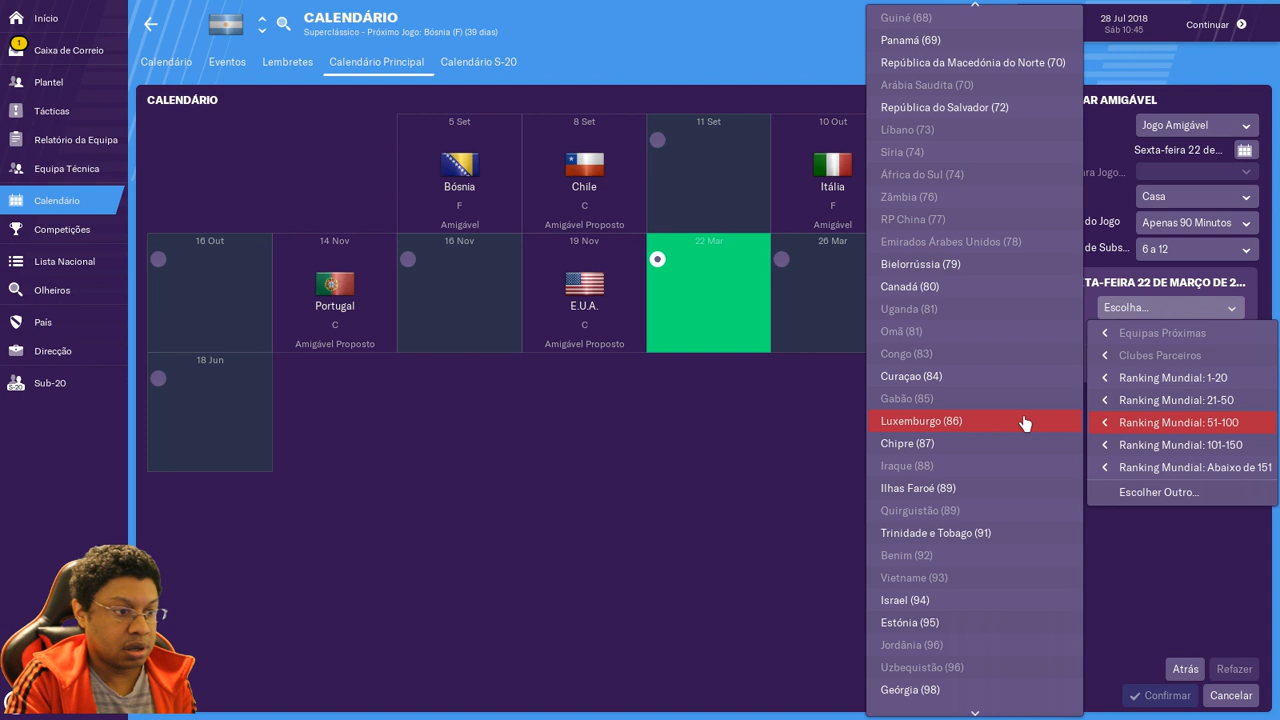 Início
1
Caixa de Correio
Plantel
Tácticas
Relatório da Equipa
Equipa Técnica
Calendário
Competições
Lista Nacional
Olheiros
País
Direcção
S-20
Sub-20
CALENDÁRIO
Superclássico - Próximo Jogo: Bósnia (F) (39 dias)
Calendário
Eventos
Lembretes
Calendário Principal
Calendário S-20
28 Jul 2018
Sáb 10:45
Continuar
CALENDÁRIO
5 Set
Bósnia
F
Amigável
8 Set
Chile
C
Amigável Proposto
11 Set
10 Out
Itália
F
Amigável
16 Out
14 Nov
Portugal
C
Amigável Proposto
16 Nov
19 Nov
E.U.A.
C
Amigável Proposto
22 Mar
26 Mar
18 Jun
Guiné (68)
Panamá (69)
República da Macedónia do Norte (70)
Arábia Saudita (70)
República do Salvador (72)
Líbano (73)
Síria (74)
África do Sul (74)
Zâmbia (76)
RP China (77)
Emirados Árabes Unidos (78)
Bielorrússia (79)
Canadá (80)
Uganda (81)
Omã (81)
Congo (83)
Curaçao (84)
Gabão (85)
Luxemburgo (86)
Chipre (87)
Iraque (88)
Ilhas Faroé (89)
Quirguistão (89)
Trinidade e Tobago (91)
Benim (92)
Vietname (93)
Israel (94)
Estónia (95)
Jordânia (96)
Uzbequistão (96)
Geórgia (98)
AR AMIGÁVEL
Jogo Amigável
Sexta-feira 22 de...
ra Jogo...
Casa
do Jogo
Apenas 90 Minutos
de Subs...
6 a 12
TA-FEIRA 22 DE MARÇO DE 2...
Escolha...
Equipas Próximas
Clubes Parceiros
Ranking Mundial: 1-20
Ranking Mundial: 21-50
Ranking Mundial: 51-100
Ranking Mundial: 101-150
Ranking Mundial: Abaixo de 151
Escolher Outro...
Atrás
Refazer
Confirmar
Cancelar